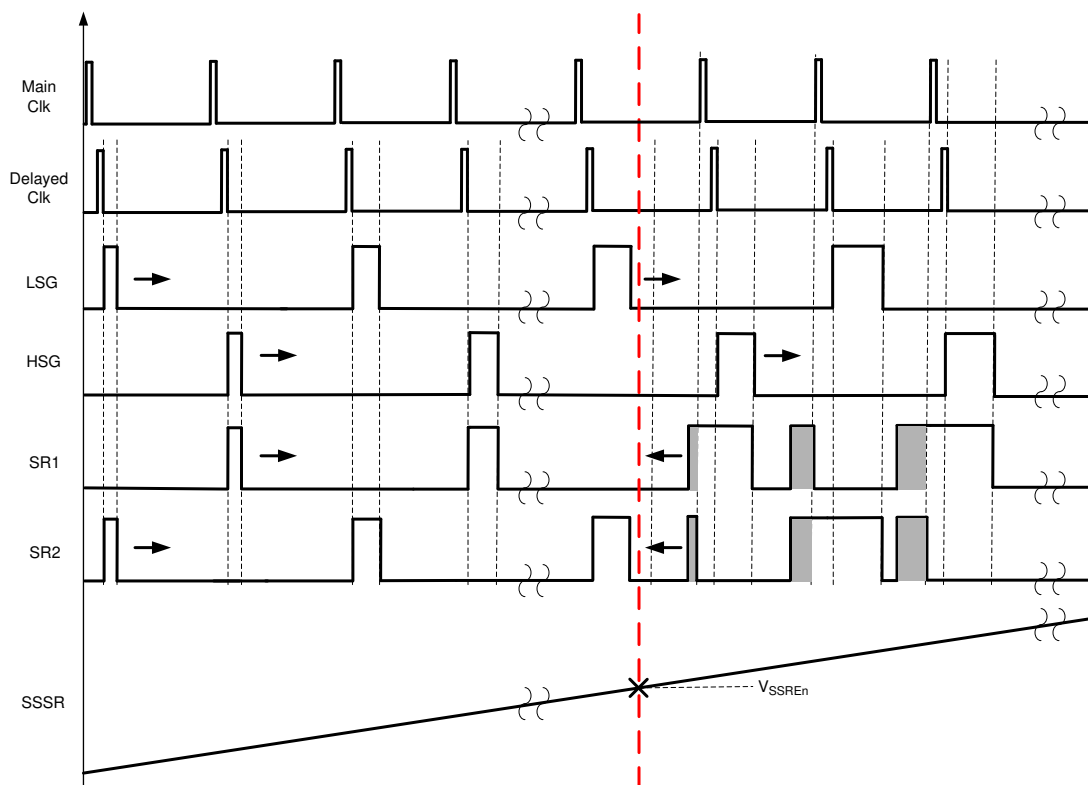 Main
Clk
Delayed
Clk
LSG
HSG
SR1
SR2
SSSR
VSSREn